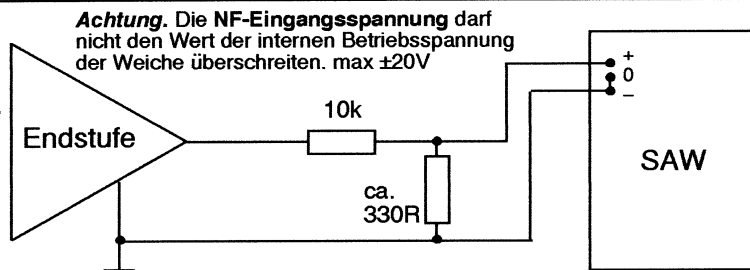 Achtung. Die NF-Eingangsspannung darf
nicht den Wert der internen Betriebsspannung
der Weiche überschreiten. max ±20V
+
0
−
10k
Endstufe
SAW
ca.
330R